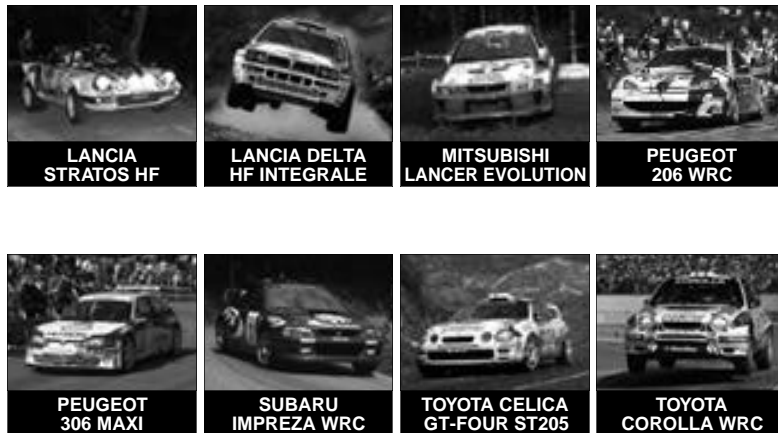 LANCIA
STRATOS HF
LANCIA DELTA
HF INTEGRALE
MITSUBISHI
LANCER EVOLUTION
PEUGEOT
206 WRC
PEUGEOT
306 MAXI
SUBARU
IMPREZA WRC
TOYOTA CELICA
GT-FOUR ST205
TOYOTA
COROLLA WRC